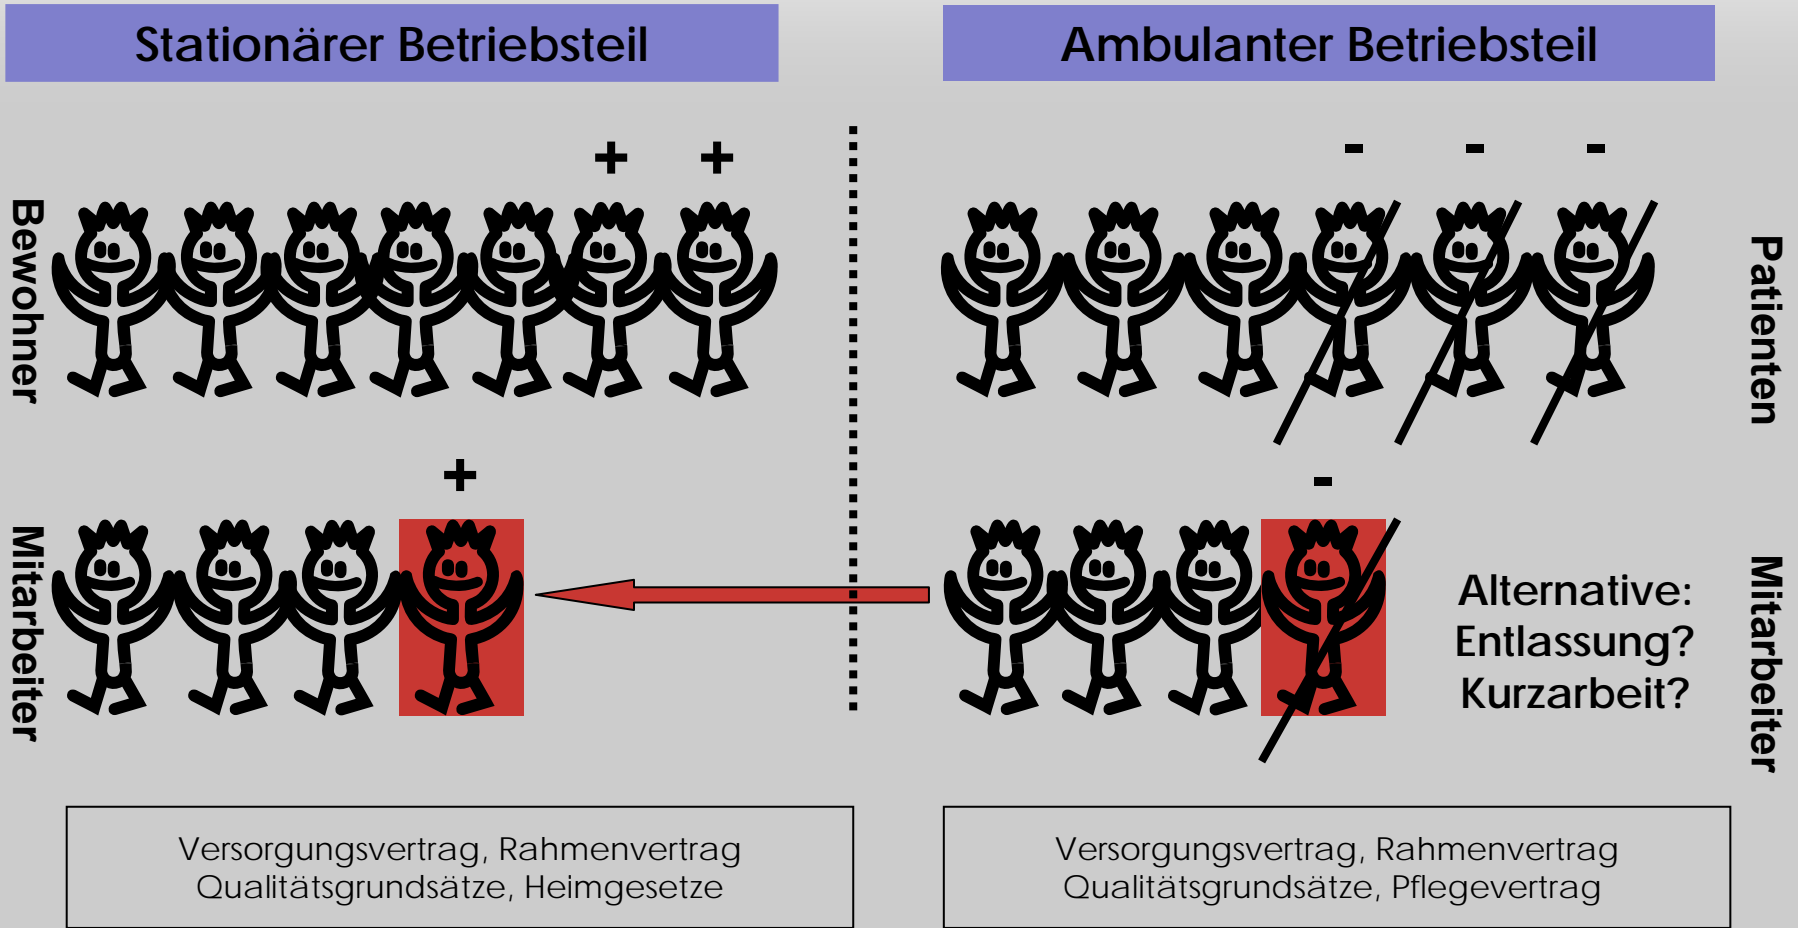 Stationärer Betriebsteil
Ambulanter Betriebsteil
+ +
- - -
Bewohner
Patienten
+
-
Mitarbeiter
Alternative:
Entlassung?
Kurzarbeit?
Mitarbeiter
Versorgungsvertrag, Rahmenvertrag
Qualitätsgrundsätze, Heimgesetze
Versorgungsvertrag, Rahmenvertrag
Qualitätsgrundsätze, Pflegevertrag